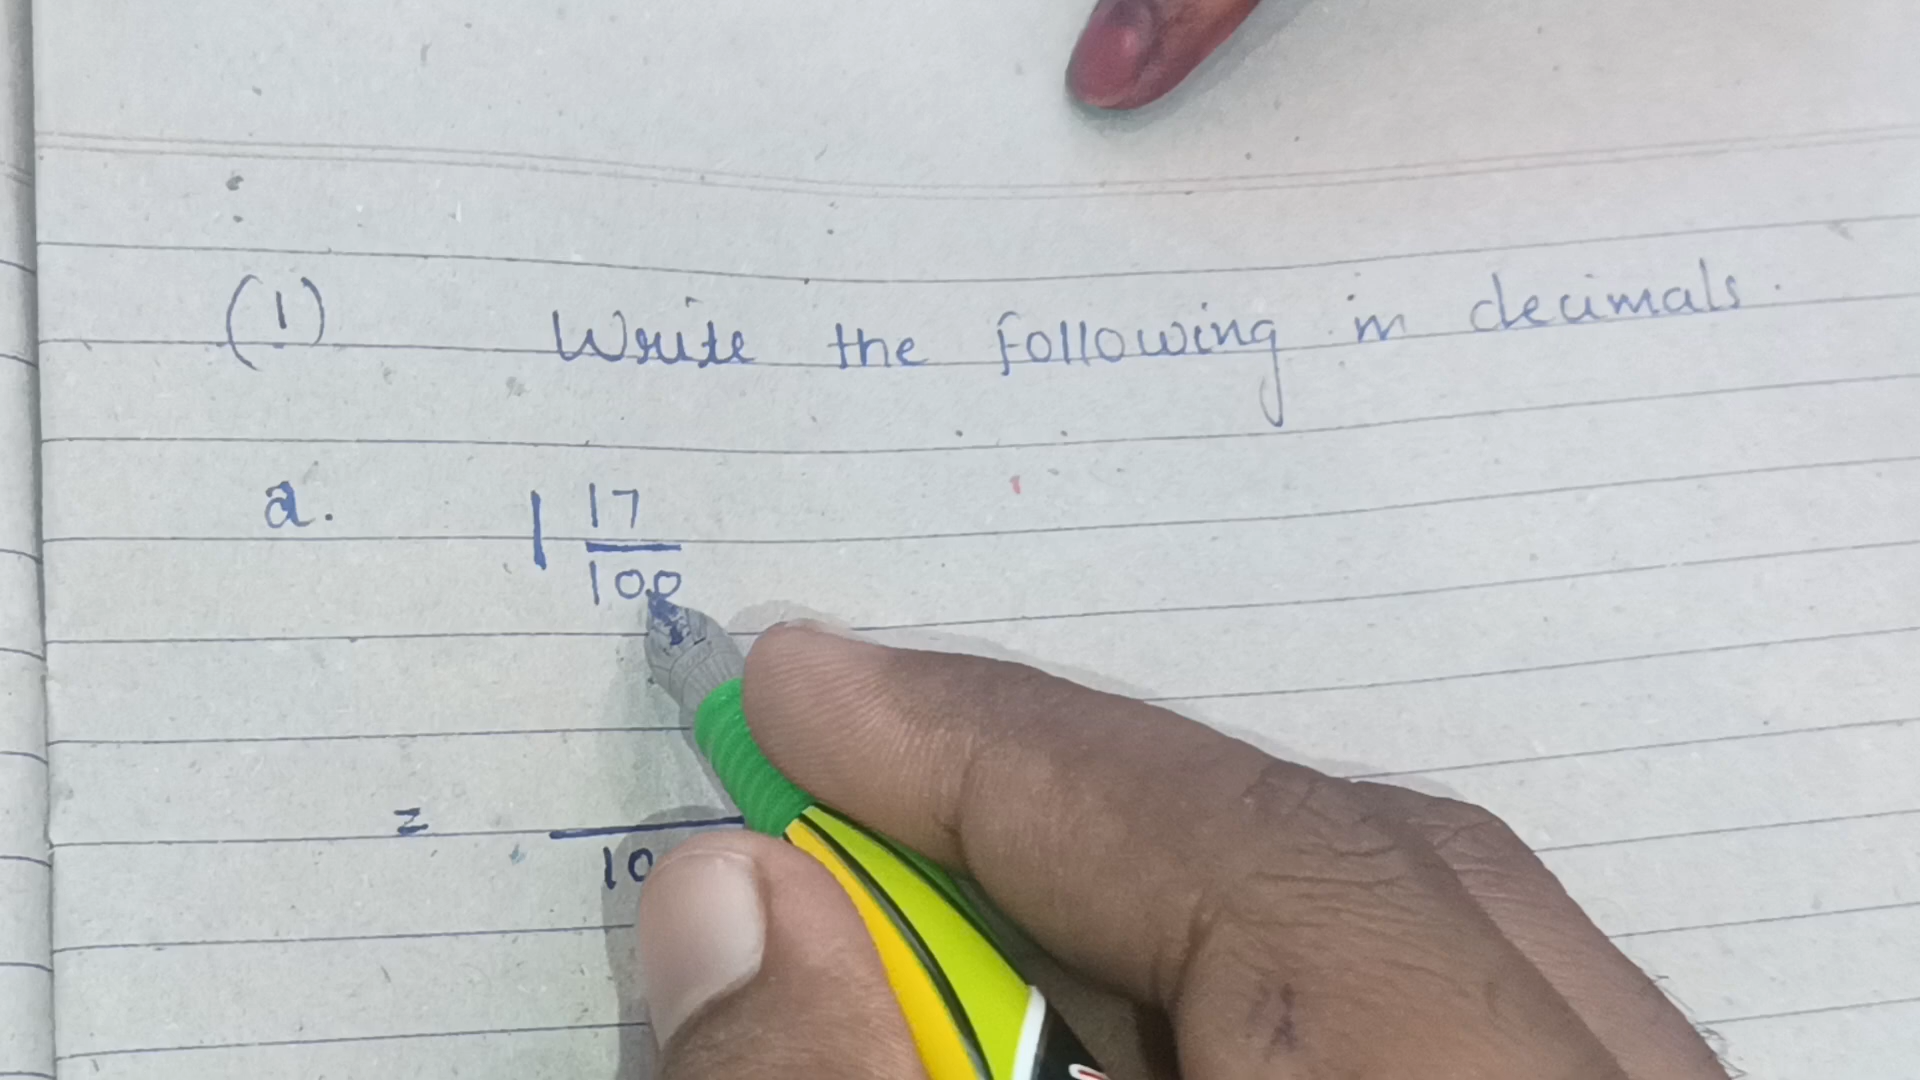 (1) Write the following in decimals.
a. 1 17/100
= /10